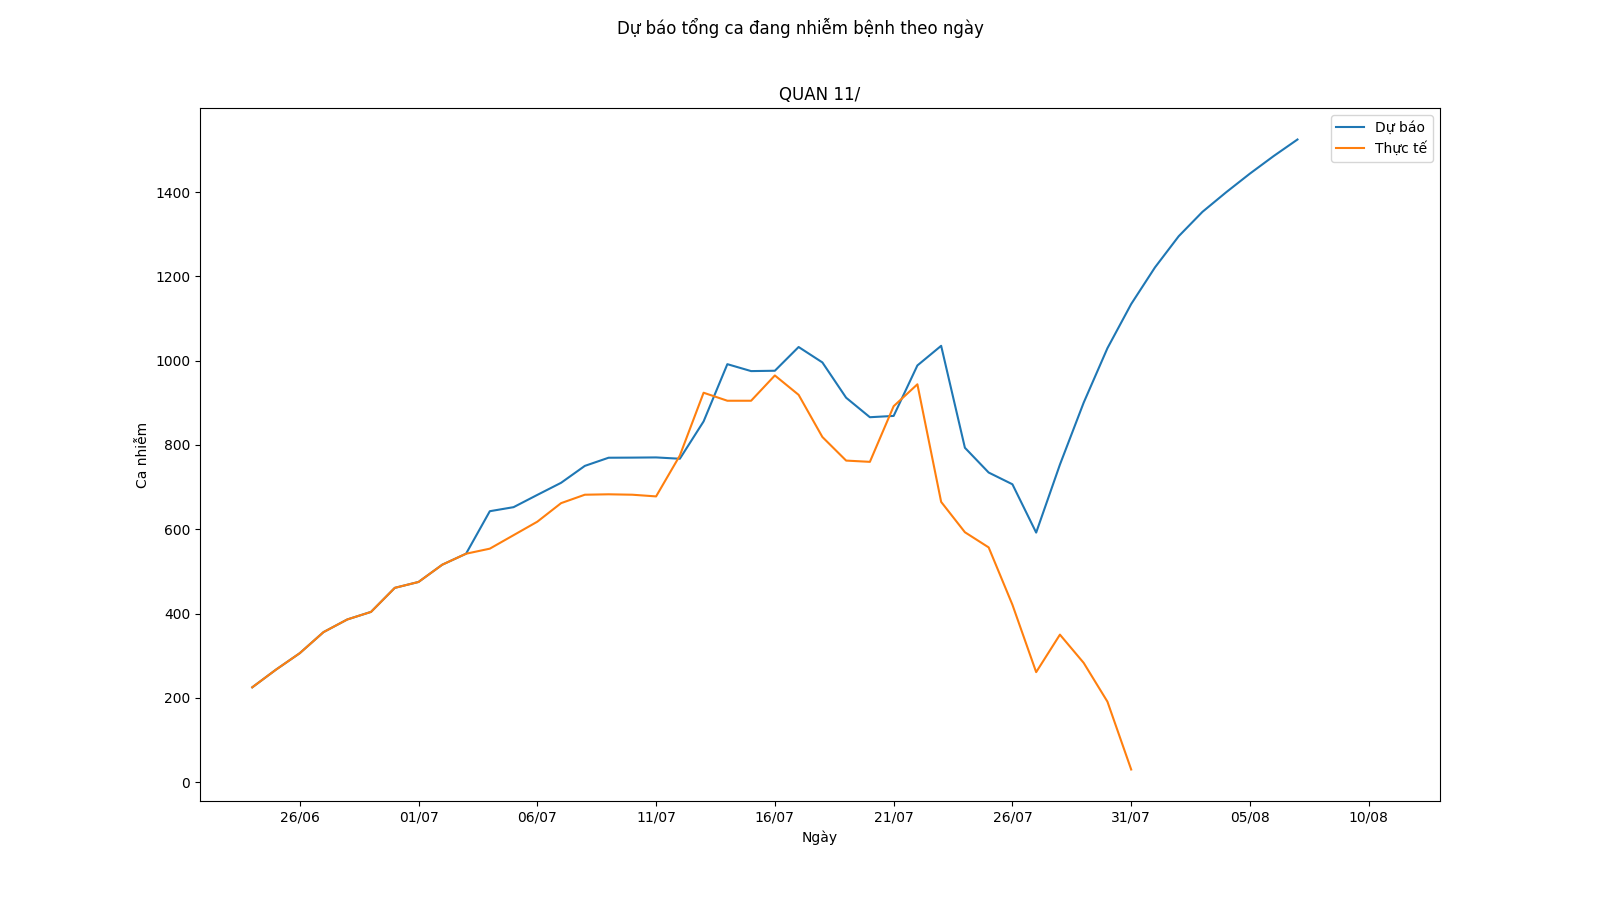 Dự báo tổng ca đang nhiễm bệnh theo ngày
QUAN 11/
Dự báo
Thực tế
Ca nhiễm
1400
1200
1000
800
600
400
200
0
26/06 01/07 06/07 11/07 16/07 21/07 26/07 31/07 05/08 10/08
Ngày